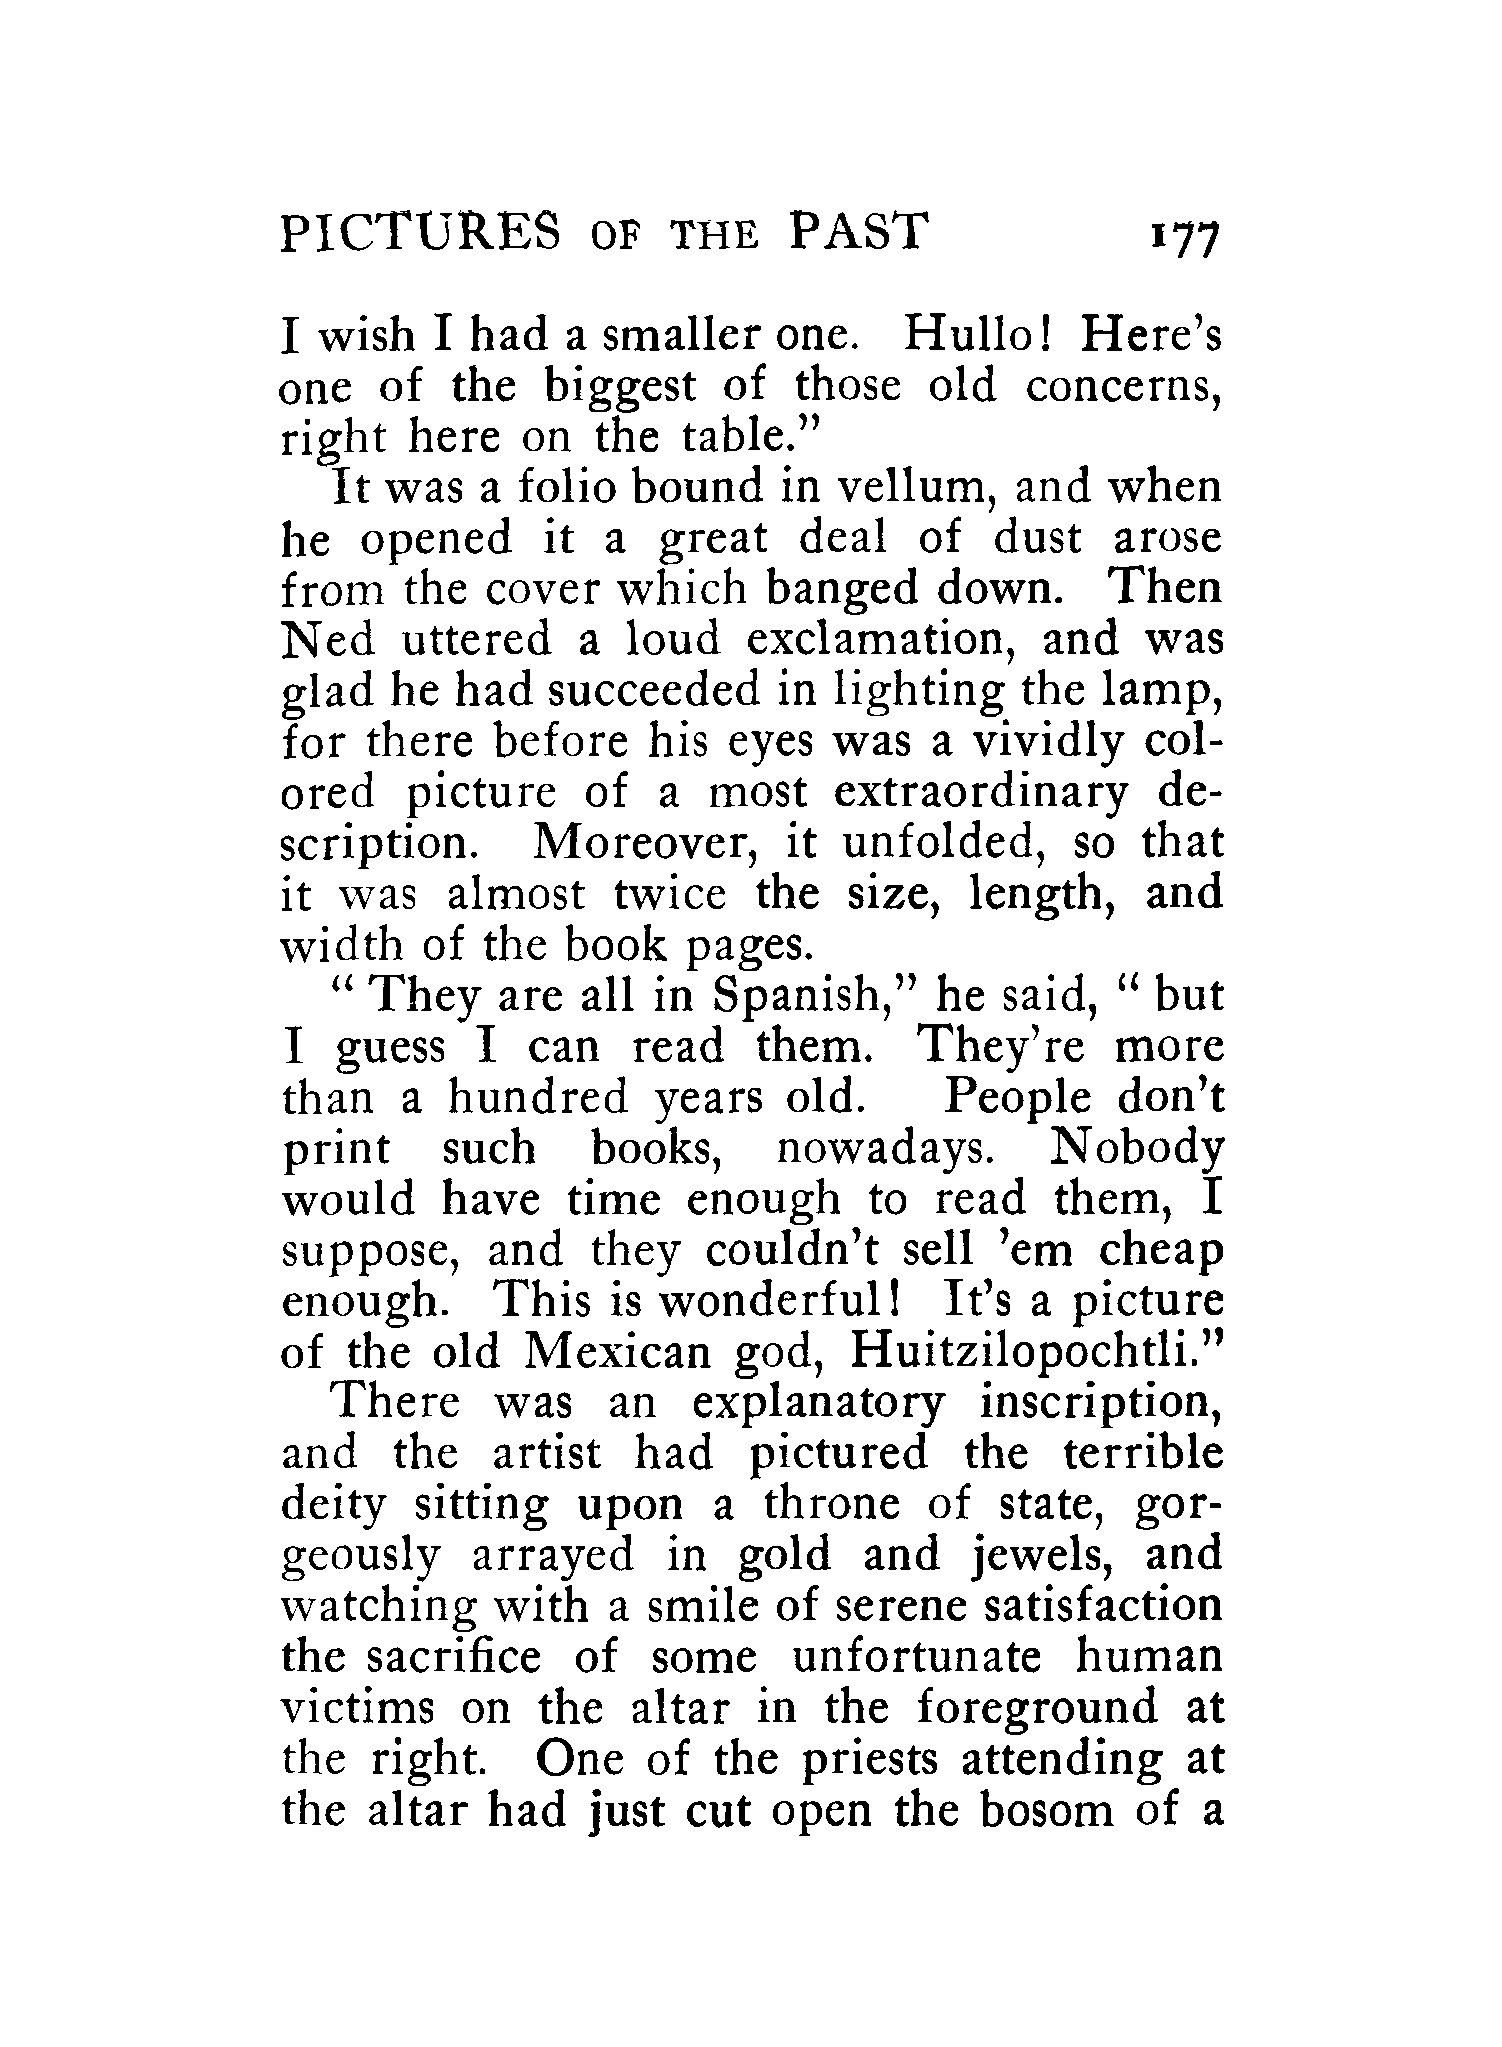 PICTURES OF THE PAST 177
I wish I had a smaller one. Hullo! Here's
one of the biggest of those old concerns,
right here on the table."
It was a folio bound in vellum, and when
he opened it a great deal of dust arose
from the cover which banged down. Then
Ned uttered a loud exclamation, and was
glad he had succeeded in lighting the lamp,
for there before his eyes was a vividly col-
ored picture of a most extraordinary de-
scription. Moreover, it unfolded, so that
it was almost twice the size, length, and
width of the book pages.
" They are all in Spanish," he said, " but
I guess I can read them. They're more
than a hundred years old. People don't
print such books, nowadays. Nobody
would have time enough to read them, I
suppose, and they couldn't sell 'em cheap
enough. This is wonderful! It's a picture
of the old Mexican god, Huitzilopochtli."
There was an explanatory inscription,
and the artist had pictured the terrible
deity sitting upon a throne of state, gor-
geously arrayed in gold and jewels, and
watching with a smile of serene satisfaction
the sacrifice of some unfortunate human
victims on the altar in the foreground at
the right. One of the priests attending at
the altar had just cut open the bosom of a